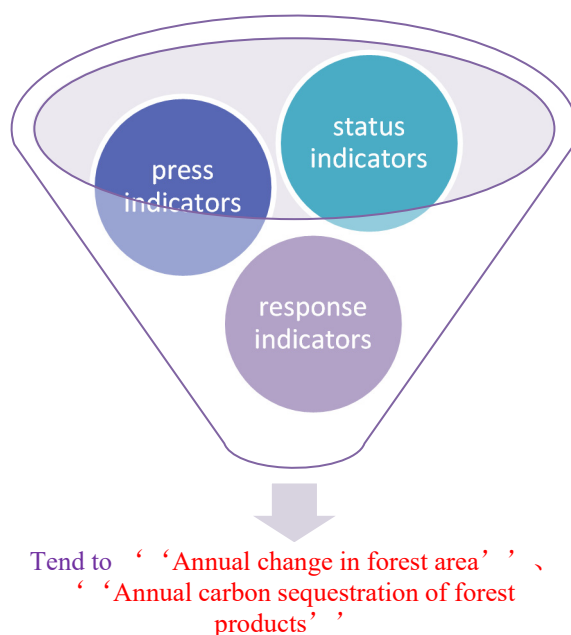 status
indicators
press
indicators
response
indicators
Tend to ‘ ‘Annual change in forest area’ ’ 、
‘ ‘Annual carbon sequestration of forest
products’ ’